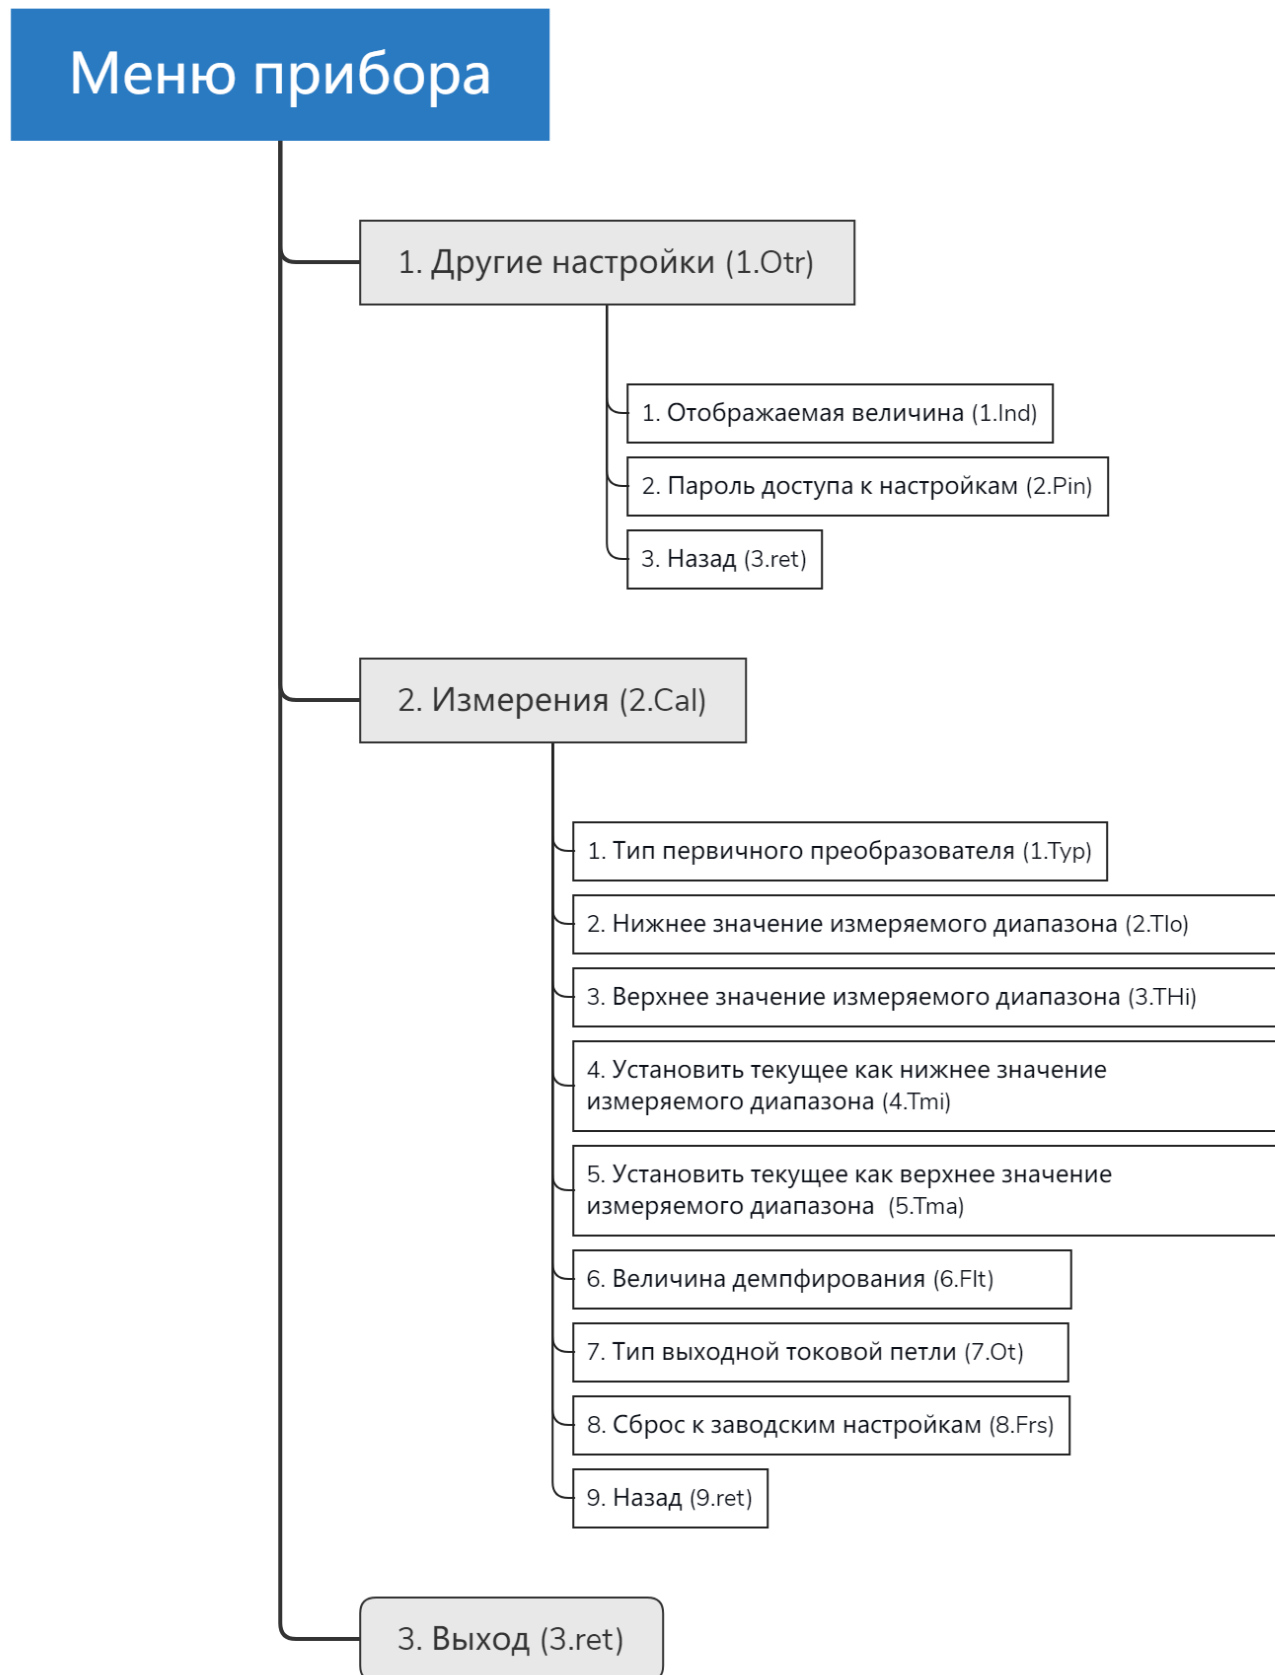 Меню прибора
1. Другие настройки (1.Otr)
1. Отображаемая величина (1.Ind)
2. Пароль доступа к настройкам (2.Pin)
3. Назад (3.ret)
2. Измерения (2.Cal)
1. Тип первичного преобразователя (1.Typ)
2. Нижнее значение измеряемого диапазона (2.Tlo)
3. Верхнее значение измеряемого диапазона (3.THi)
4. Установить текущее как нижнее значение
измеряемого диапазона (4.Tmi)
5. Установить текущее как верхнее значение
измеряемого диапазона (5.Tma)
6. Величина демпфирования (6.Flt)
7. Тип выходной токовой петли (7.Ot)
8. Сброс к заводским настройкам (8.Frs)
9. Назад (9.ret)
3. Выход (3.ret)